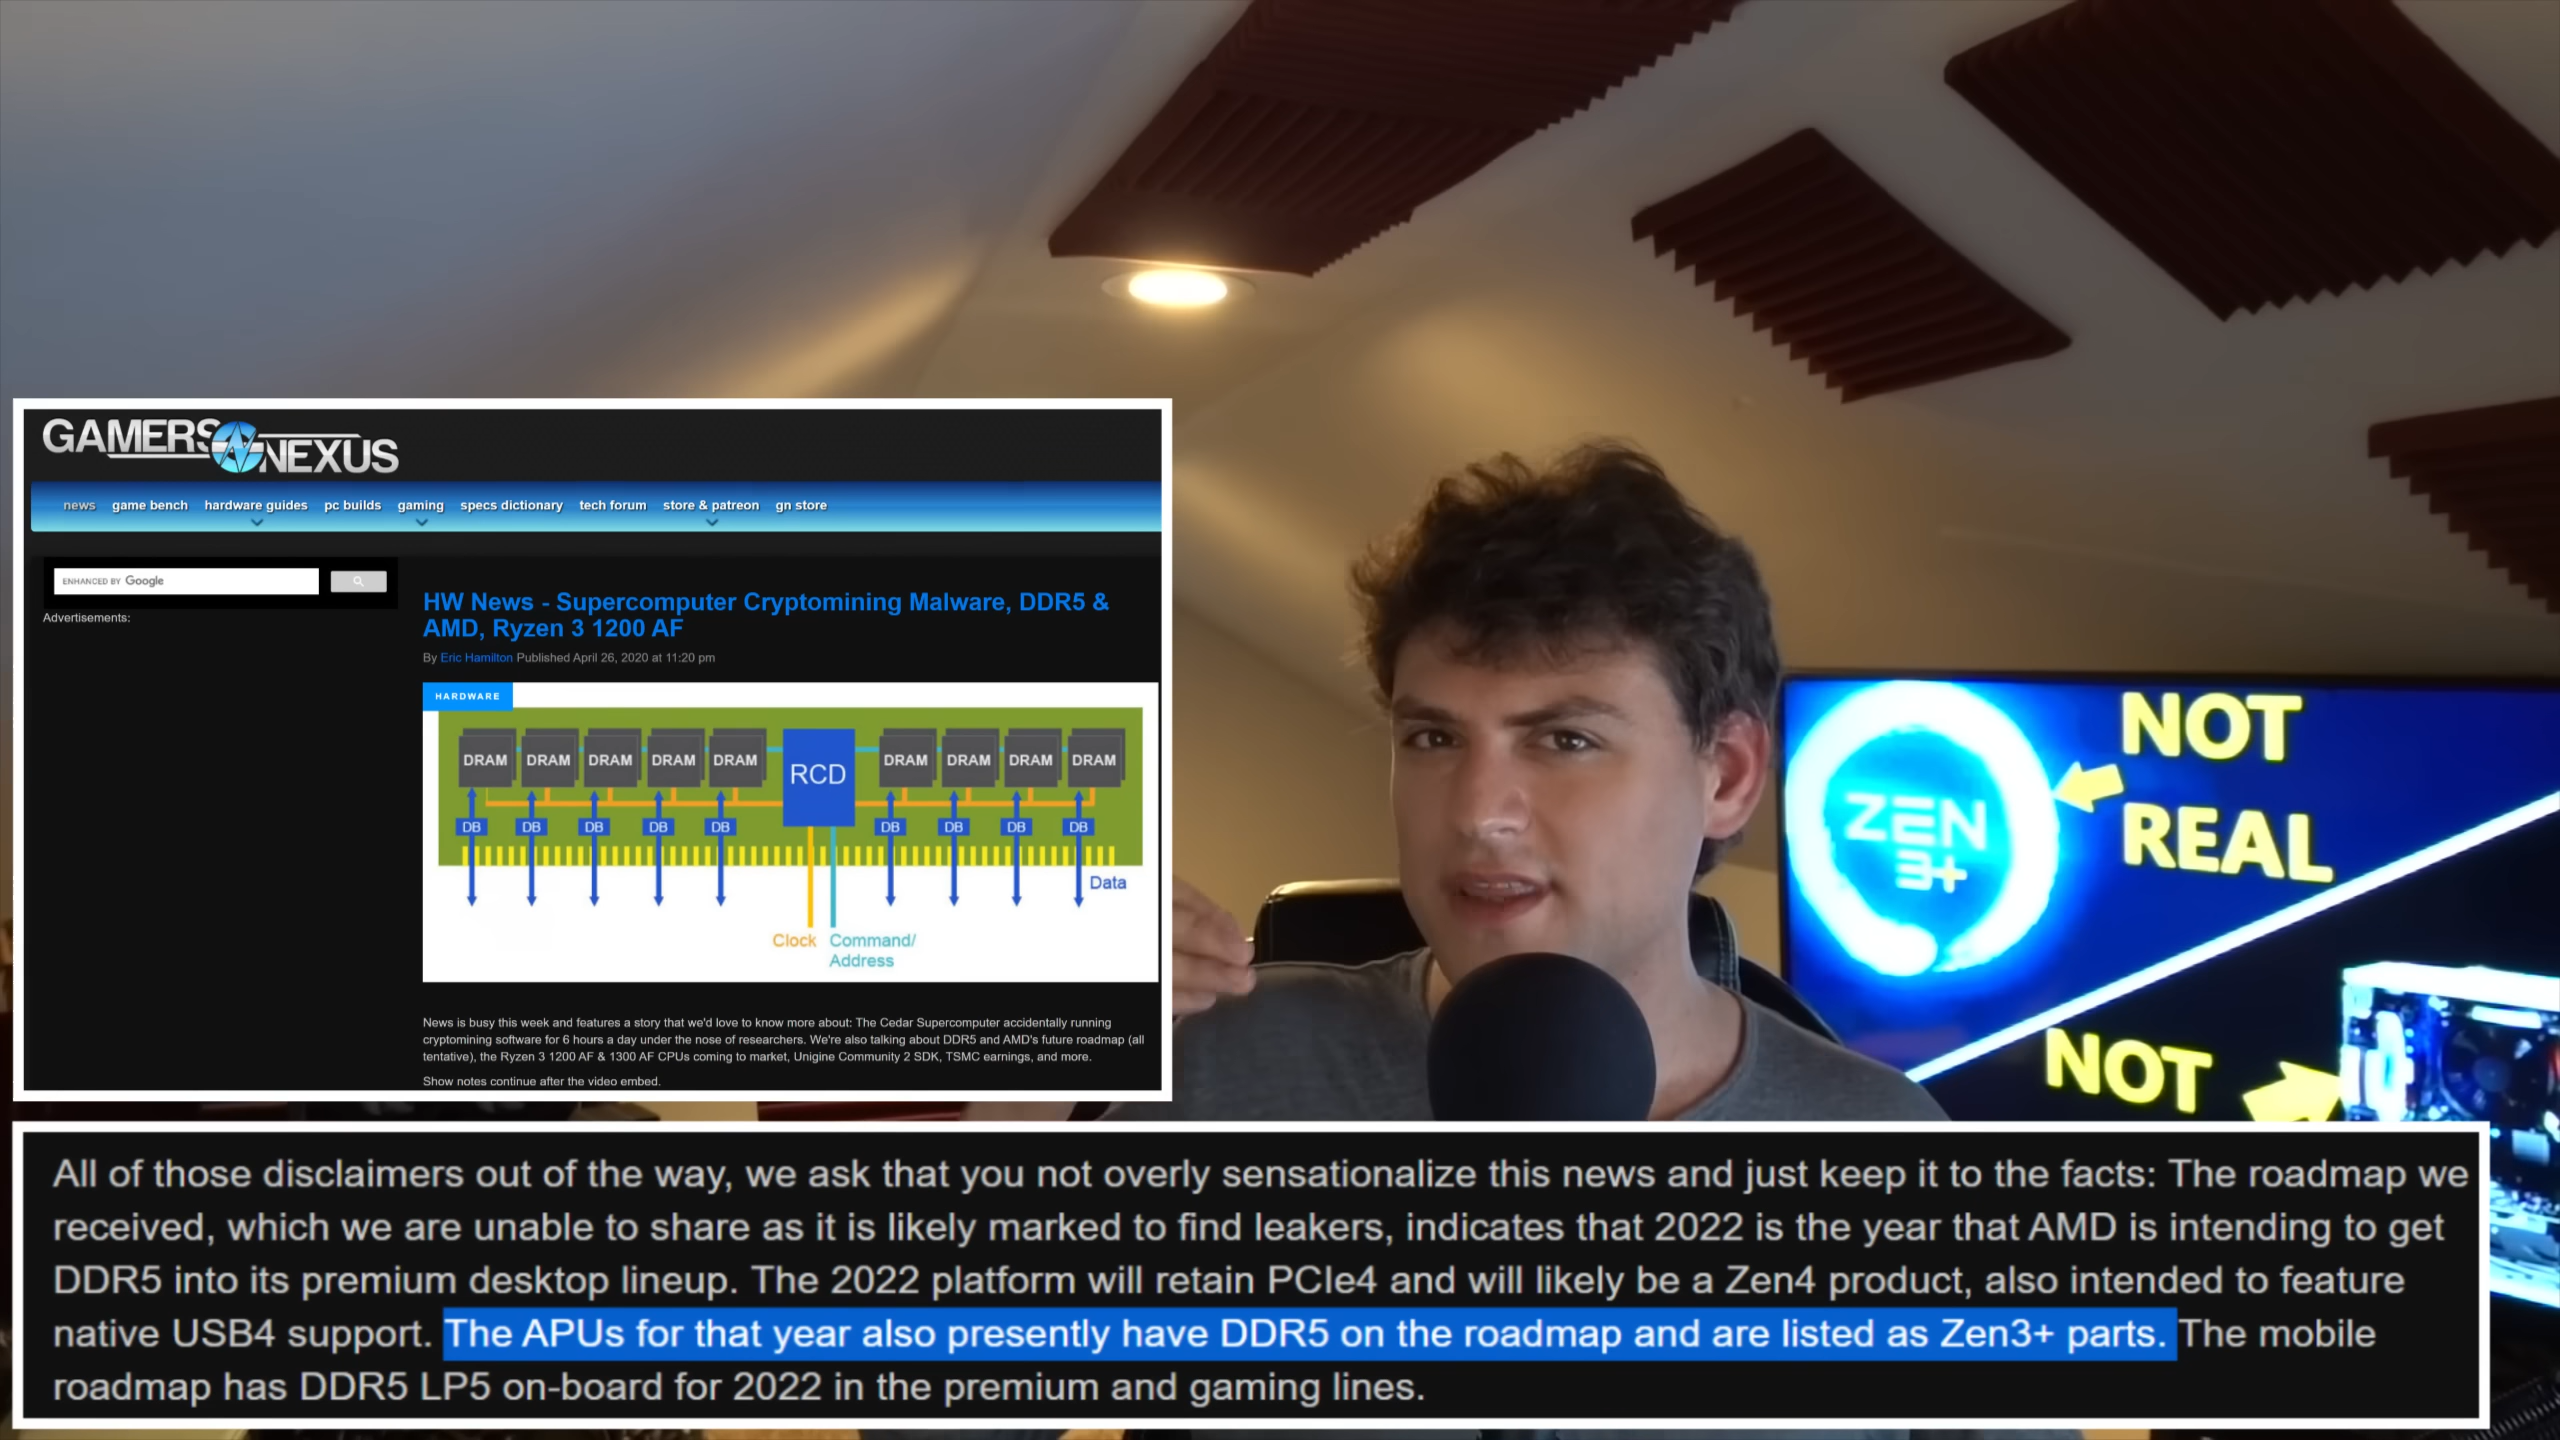 GAMERS NEXUS
news game bench hardware guides pc builds gaming specs dictionary tech forum store & patreon gn store
ENHANCED BY Google
Advertisements:
HW News - Supercomputer Cryptomining Malware, DDR5 &
AMD, Ryzen 3 1200 AF
By Eric Hamilton Published April 26, 2020 at 11:20 pm
HARDWARE
DRAM DRAM DRAM DRAM DRAM RCD DRAM DRAM DRAM DRAM
DB DB DB DB DB DB DB DB DB
Data
Clock Command/
Address
News is busy this week and features a story that we'd love to know more about: The Cedar Supercomputer accidentally running
cryptomining software for 6 hours a day under the nose of researchers. We're also talking about DDR5 and AMD's future roadmap (all
tentative), the Ryzen 3 1200 AF & 1300 AF CPUs coming to market, Unigine Community 2 SDK, TSMC earnings, and more.
Show notes continue after the video embed.
NOT
REAL
ZEN
3+
NOT
All of those disclaimers out of the way, we ask that you not overly sensationalize this news and just keep it to the facts: The roadmap we
received, which we are unable to share as it is likely marked to find leakers, indicates that 2022 is the year that AMD is intending to get
DDR5 into its premium desktop lineup. The 2022 platform will retain PCIe4 and will likely be a Zen4 product, also intended to feature
native USB4 support. The APUs for that year also presently have DDR5 on the roadmap and are listed as Zen3+ parts. The mobile
roadmap has DDR5 LP5 on-board for 2022 in the premium and gaming lines.